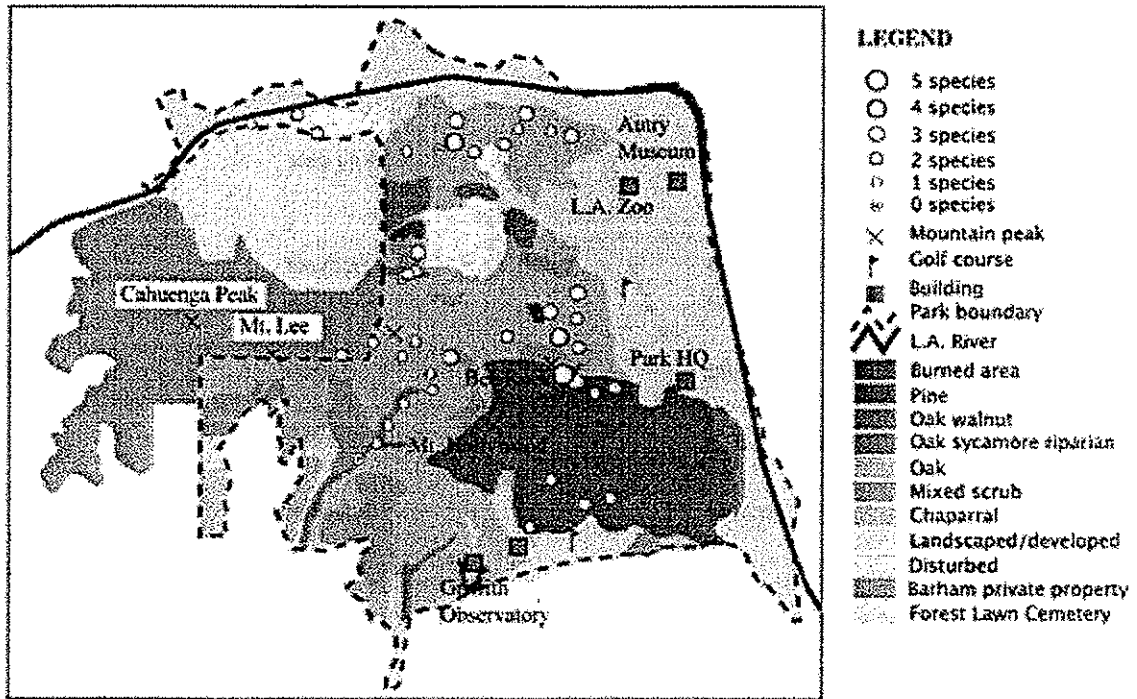 LEGEND
5 species
4 species
3 species
2 species
1 species
0 species
Mountain peak
Golf course
Building
Park boundary
L.A. River
Burned area
Pine
Oak walnut
Oak sycamore riparian
Oak
Mixed scrub
Chaparral
Landscaped/developed
Disturbed
Barham private property
Forest Lawn Cemetery
Autry
Museum
L.A. Zoo
Cahuenga Peak
Mt. Lee
Park HQ
Mt.
Griffith
Observatory